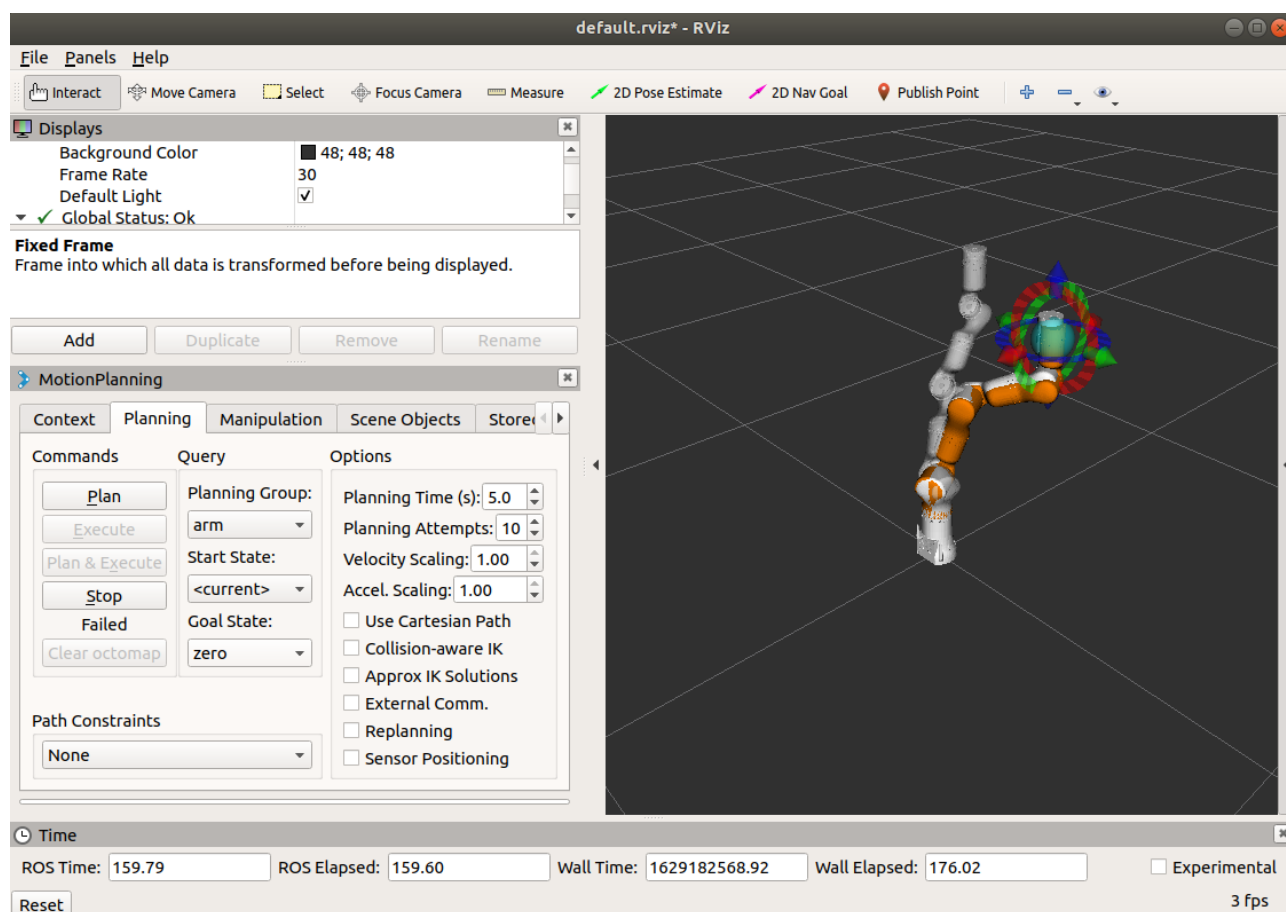 default.rviz* - RViz
File Panels Help
Interact Move Camera Select Focus Camera Measure 2D Pose Estimate 2D Nav Goal Publish Point
Displays
Background Color 48; 48; 48
Frame Rate 30
Default Light
Global Status: Ok
Fixed Frame
Frame into which all data is transformed before being displayed.
Add Duplicate Remove Rename
MotionPlanning
Context Planning Manipulation Scene Objects
Commands Query Options
Plan Planning Group: Planning Time (s): 5.0
Execute arm Planning Attempts: 10
Plan & Execute Start State: Velocity Scaling: 1.00
Stop <current> Accel. Scaling: 1.00
Failed Goal State: Use Cartesian Path
Clear octomap zero Collision-aware IK
Approx IK Solutions
External Comm.
Path Constraints Replanning
None Sensor Positioning
Time
ROS Time: 159.79 ROS Elapsed: 159.60 Wall Time: 1629182568.92 Wall Elapsed: 176.02 Experimental
Reset 3 fps